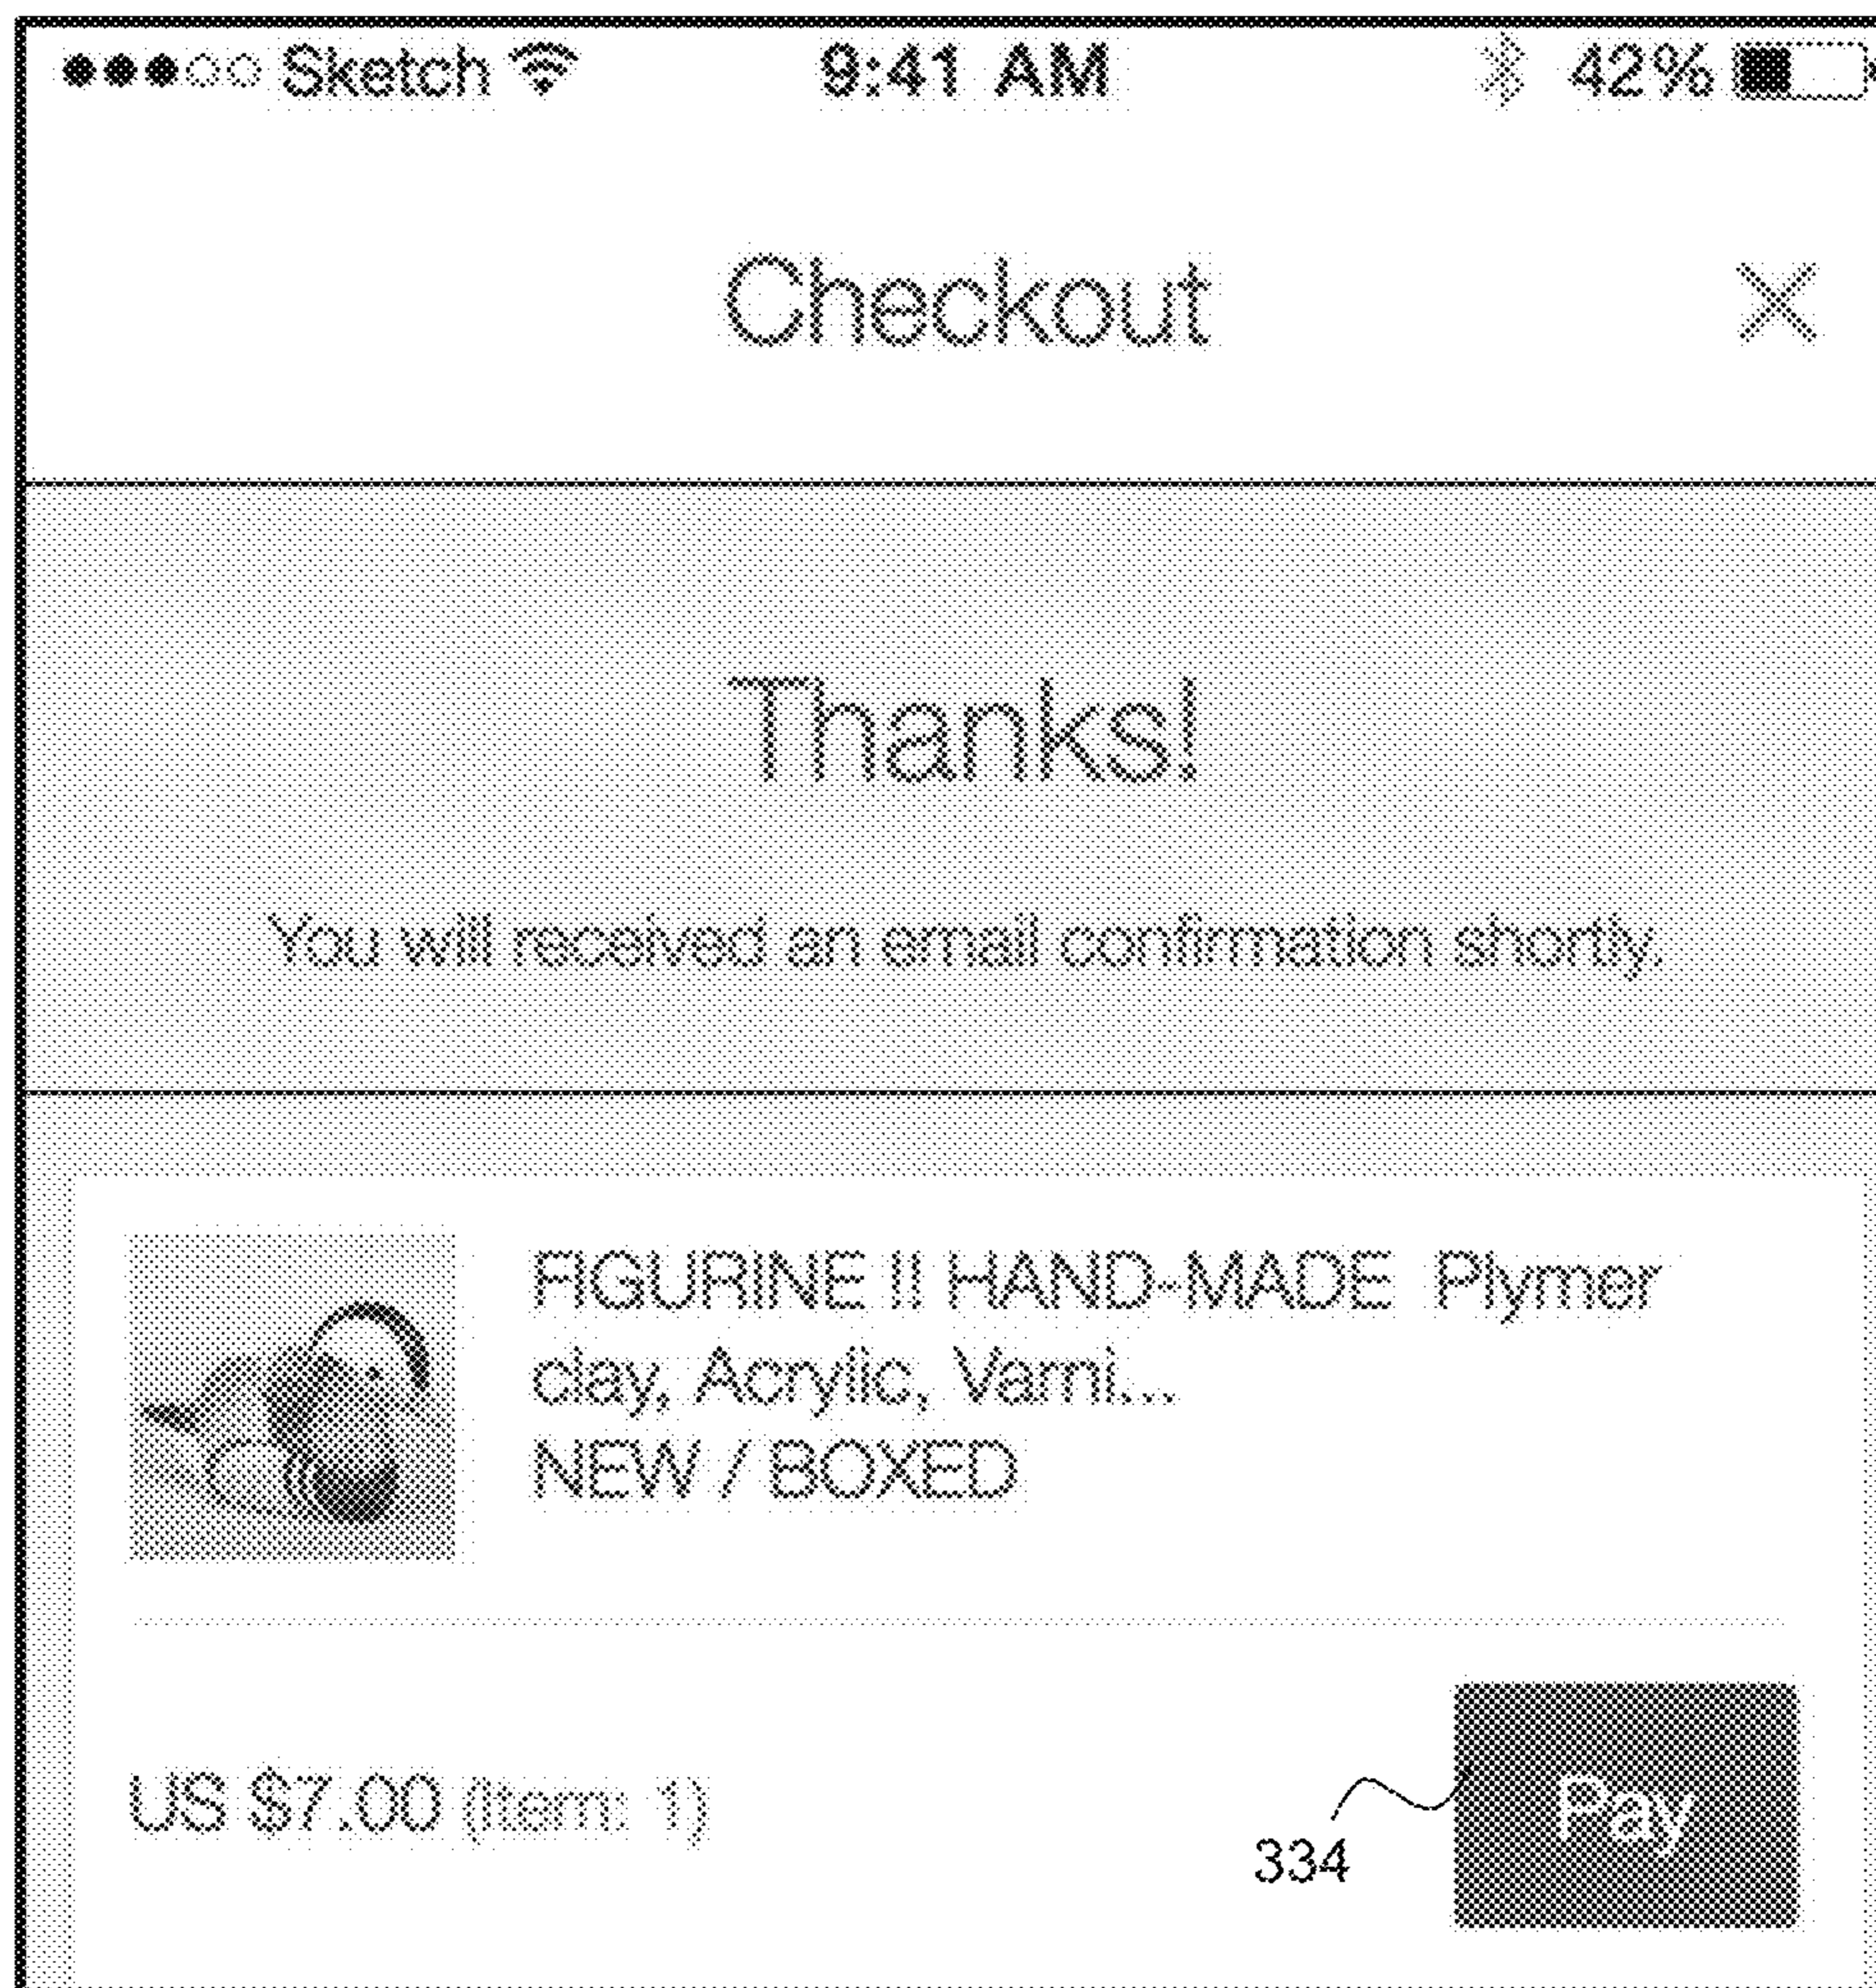 Sketch 9:41 AM 42%
Checkout
Thanks!
You will received an email confirmation shortly.
FIGURINE !! HAND-MADE Plymer
clay, Acrylic, Varni...
NEW / BOXED
US $7.00 (Item: 1)
Pay
334